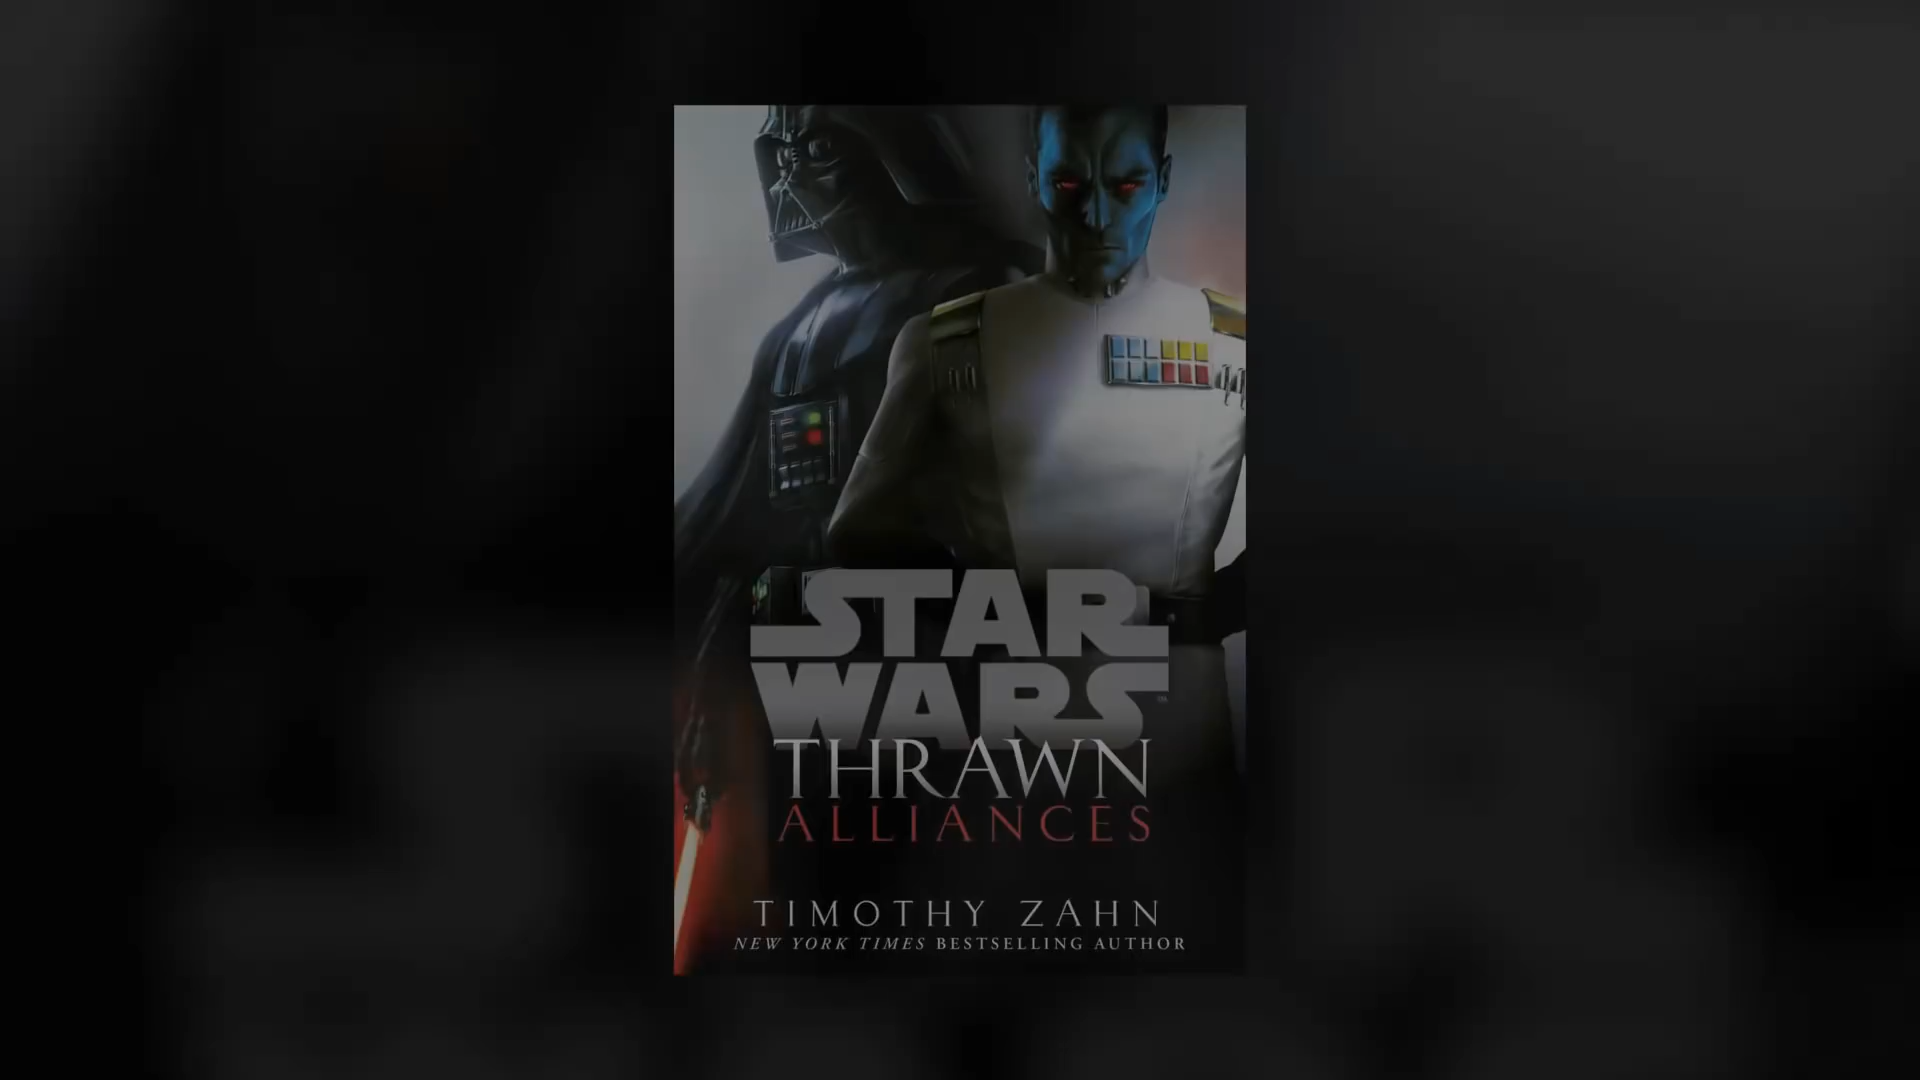 STAR
WARS
THRAWN
ALLIANCES
TIMOTHY ZAHN
NEW YORK TIMES BESTSELLING AUTHOR